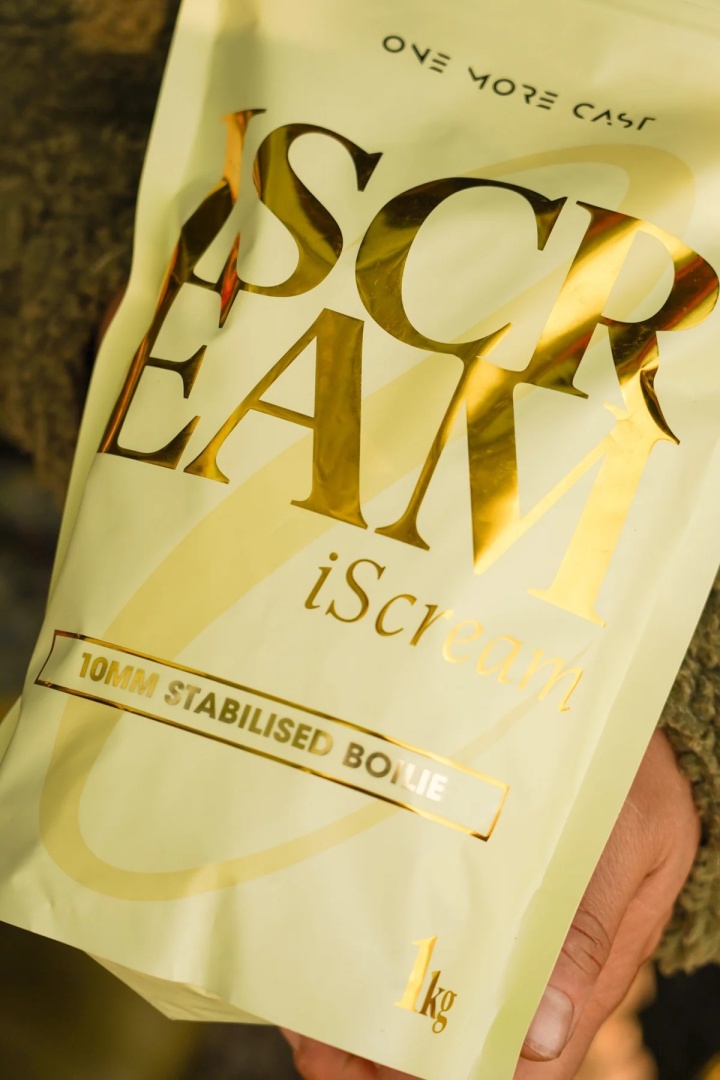 ONE MORE CAST
ISCR
EAM
iScream
10MM STABILISED BOILIE
1kg